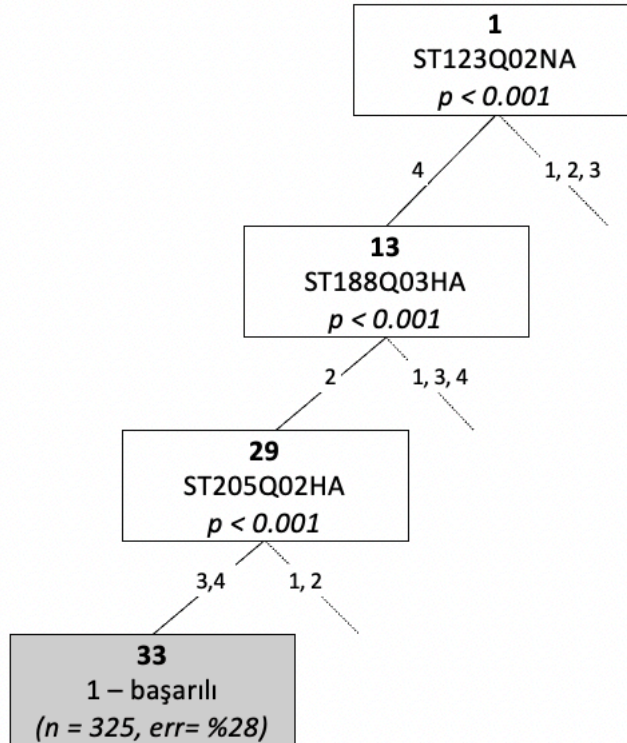 1
ST123Q02NA
p < 0.001
4
1, 2, 3
13
ST188Q03HA
p < 0.001
2
1, 3, 4
29
ST205Q02HA
p < 0.001
3,4
1, 2
33
1 – başarılı
(n = 325, err= %28)